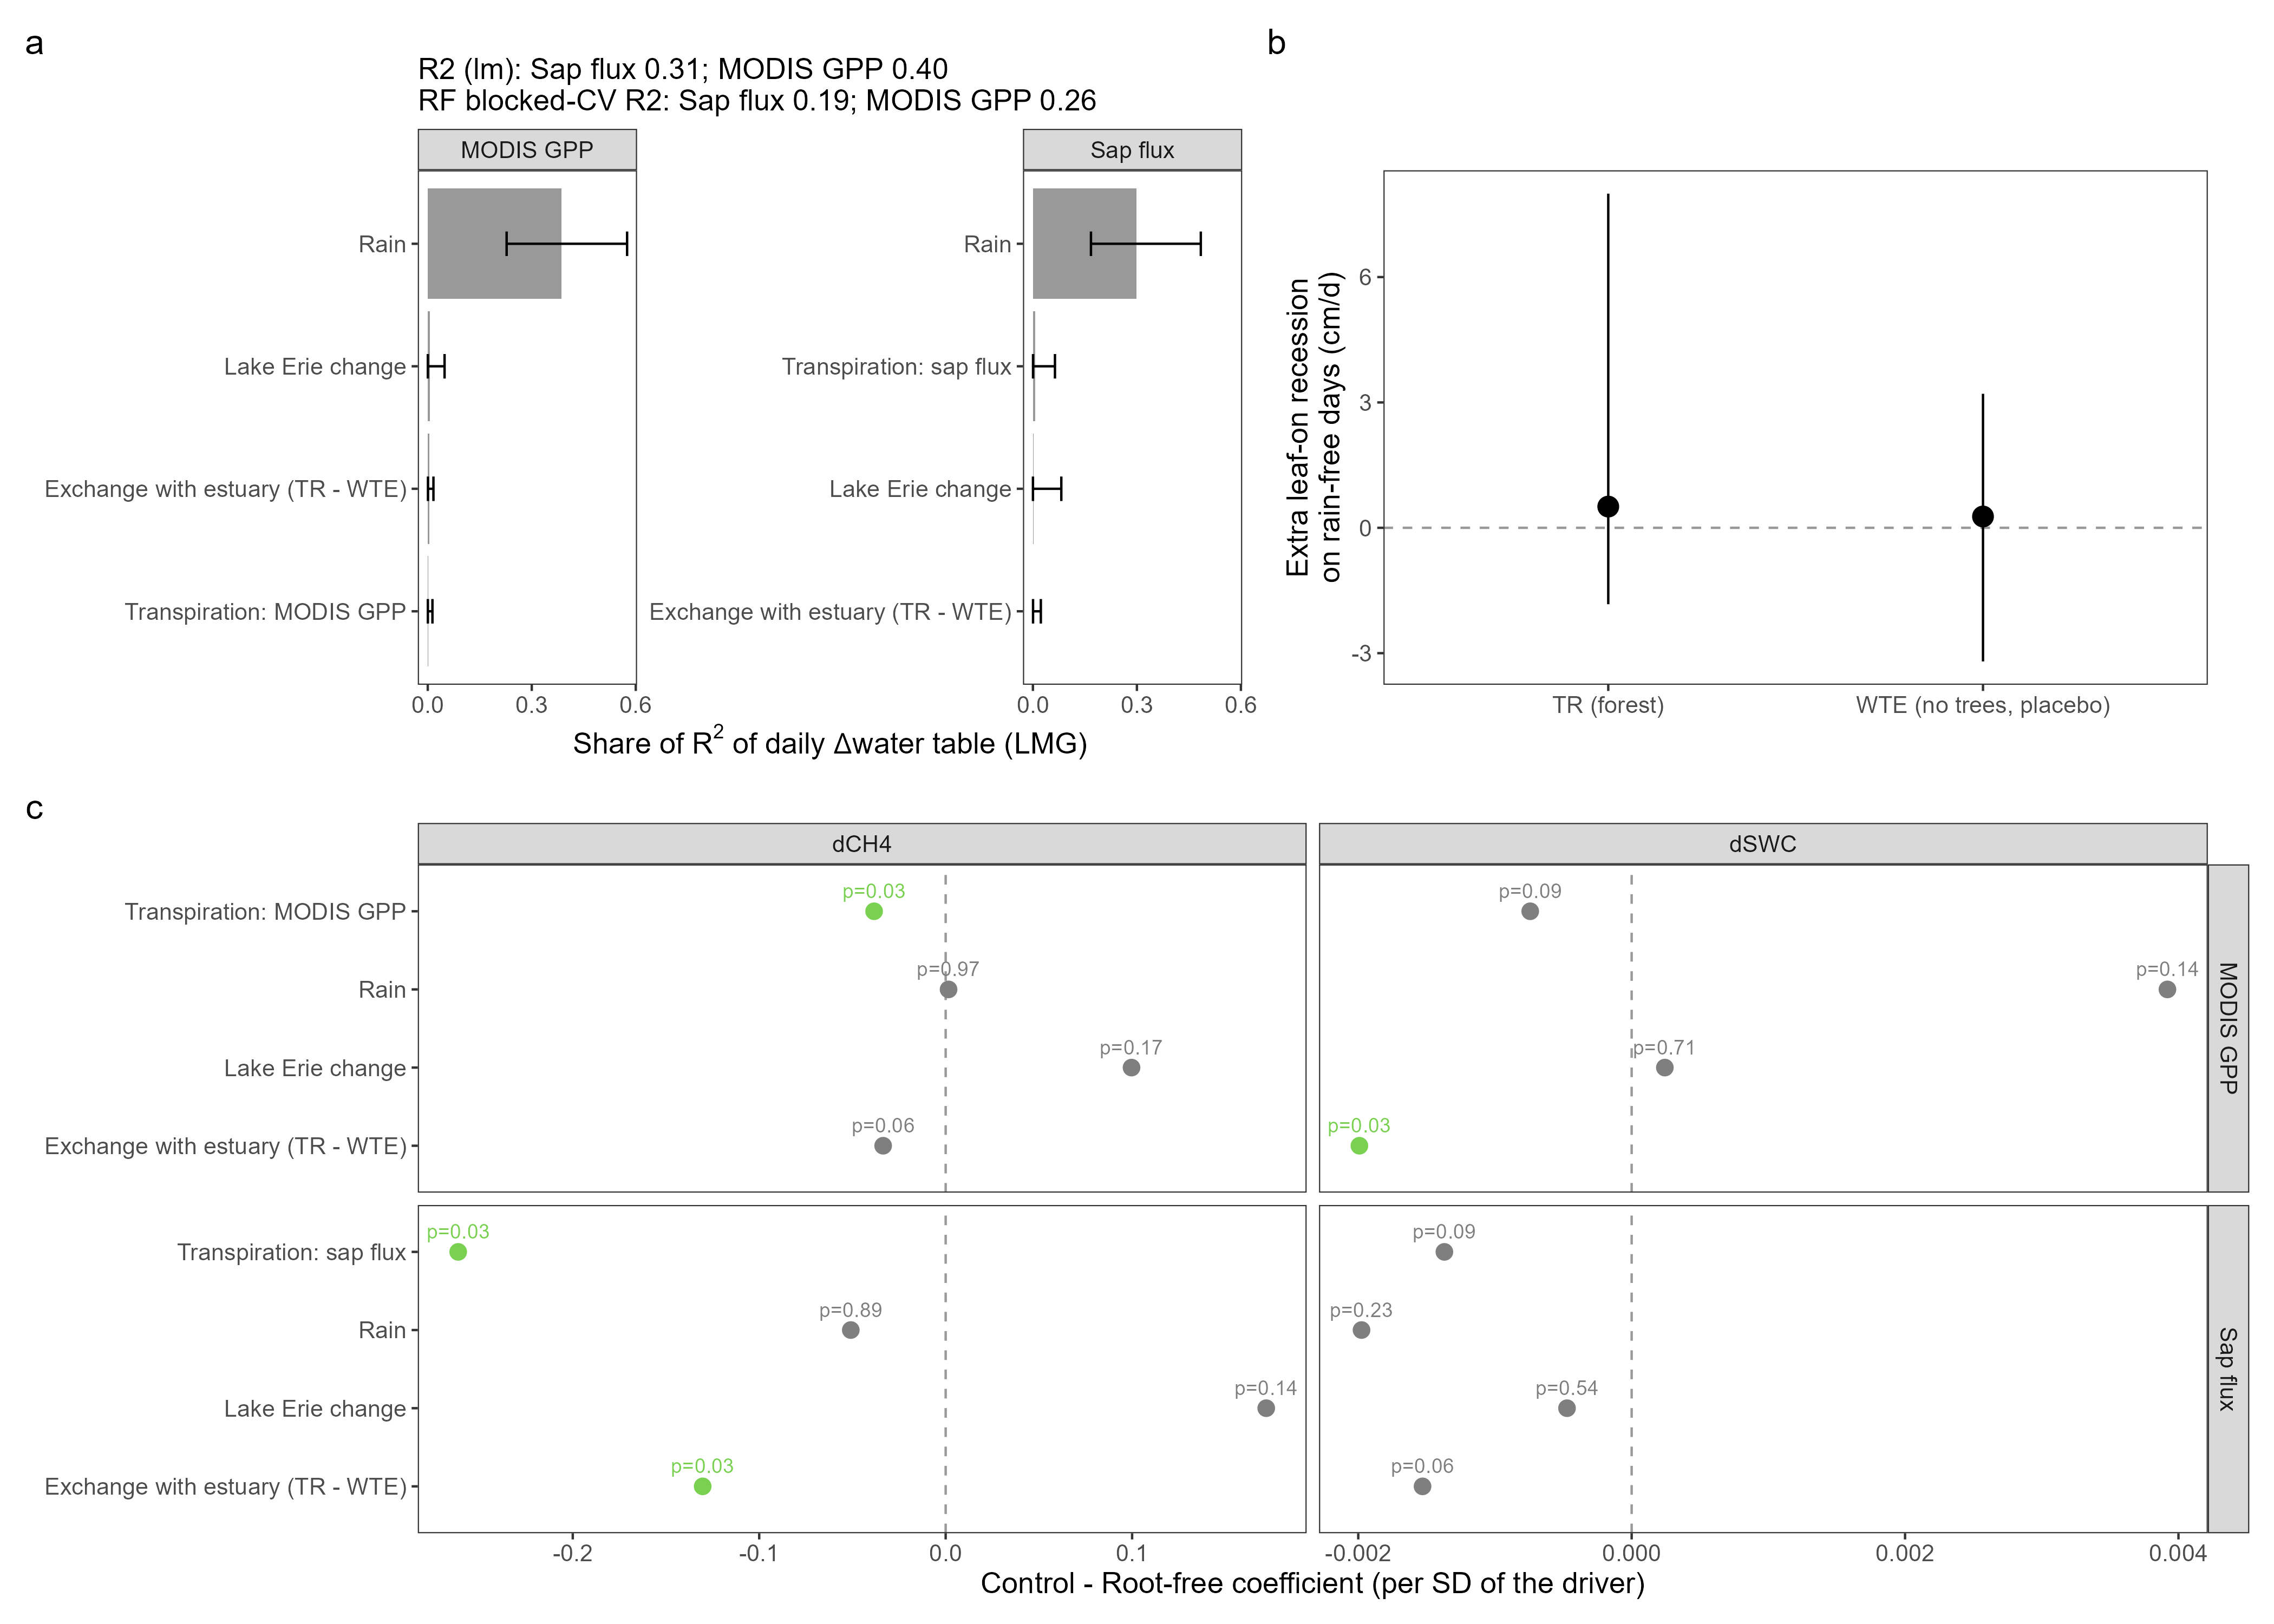 a
R2 (lm): Sap flux 0.31; MODIS GPP 0.40
RF blocked-CV R2: Sap flux 0.19; MODIS GPP 0.26
MODIS GPP
Rain
Lake Erie change
Exchange with estuary (TR - WTE)
Transpiration: MODIS GPP
0.0 0.3 0.6
Sap flux
Rain
Transpiration: sap flux
Lake Erie change
Exchange with estuary (TR - WTE)
0.0 0.3 0.6
Share of R² of daily Δwater table (LMG)
b
Extra leaf-on recession
on rain-free days (cm/d)
6
3
0
-3
TR (forest)
WTE (no trees, placebo)
c
dCH4
dSWC
MODIS GPP
Transpiration: MODIS GPP
p=0.03
p=0.09
Rain
p=0.97
p=0.14
Lake Erie change
p=0.17
p=0.71
Exchange with estuary (TR - WTE)
p=0.06
p=0.03
Sap flux
Transpiration: sap flux
p=0.03
p=0.09
Rain
p=0.89
p=0.23
Lake Erie change
p=0.14
p=0.54
Exchange with estuary (TR - WTE)
p=0.03
p=0.06
-0.2 -0.1 0.0 0.1
-0.002 0.000 0.002 0.004
Control - Root-free coefficient (per SD of the driver)